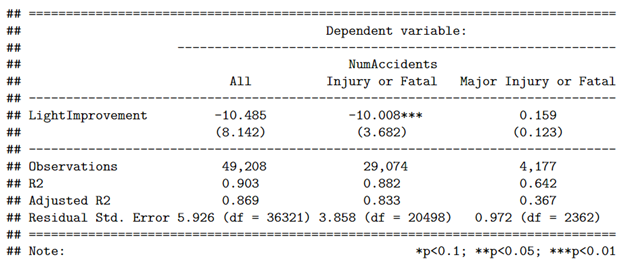 ## ===========================================================================
##                                      Dependent variable:
##                    --------------------------------------------------------
##                                         NumAccidents
##                           All          Injury or Fatal  Major Injury or Fatal
## ---------------------------------------------------------------------------
## LightImprovement        -10.485          -10.008***            0.159
##                         (8.142)           (3.682)             (0.123)
## ---------------------------------------------------------------------------
## Observations             49,208            29,074              4,177
## R2                       0.903             0.882               0.642
## Adjusted R2              0.869             0.833               0.367
## Residual Std. Error 5.926 (df = 36321) 3.858 (df = 20498)  0.972 (df = 2362)
## ===========================================================================
## Note:                                           *p<0.1; **p<0.05; ***p<0.01